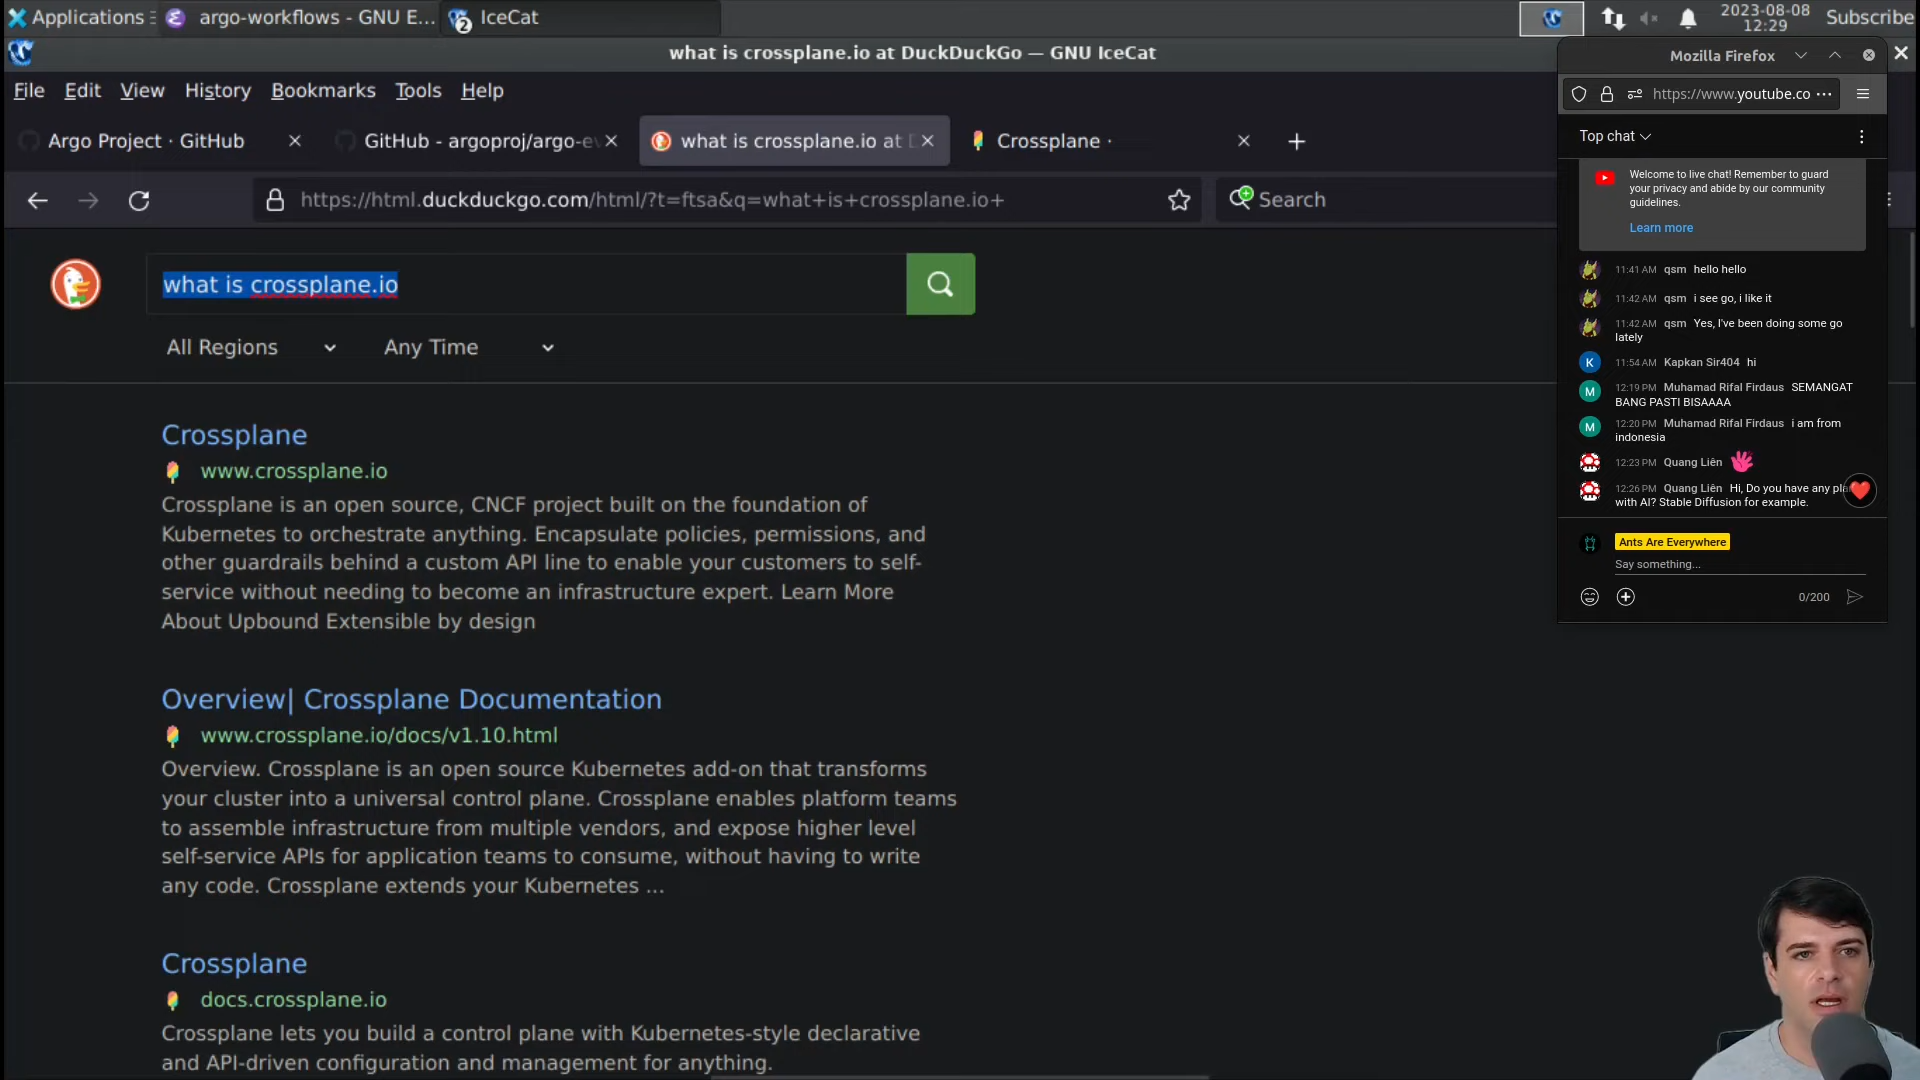 Applications
argo-workflows - GNU E...
2
IceCat
2023-08-08
12:29
Subscribe
what is crossplane.io at DuckDuckGo — GNU IceCat
File Edit View History Bookmarks Tools Help
Argo Project · GitHub
GitHub - argoproj/argo-ev
what is crossplane.io at D
Crossplane ·
https://html.duckduckgo.com/html/?t=ftsa&q=what+is+crossplane.io+
Search
what is crossplane.io
All Regions
Any Time
Crossplane
www.crossplane.io
Crossplane is an open source, CNCF project built on the foundation of
Kubernetes to orchestrate anything. Encapsulate policies, permissions, and
other guardrails behind a custom API line to enable your customers to self-
service without needing to become an infrastructure expert. Learn More
About Upbound Extensible by design
Overview| Crossplane Documentation
www.crossplane.io/docs/v1.10.html
Overview. Crossplane is an open source Kubernetes add-on that transforms
your cluster into a universal control plane. Crossplane enables platform teams
to assemble infrastructure from multiple vendors, and expose higher level
self-service APIs for application teams to consume, without having to write
any code. Crossplane extends your Kubernetes ...
Crossplane
docs.crossplane.io
Crossplane lets you build a control plane with Kubernetes-style declarative
and API-driven configuration and management for anything.
Mozilla Firefox
https://www.youtube.co
Top chat
Welcome to live chat! Remember to guard
your privacy and abide by our community
guidelines.
Learn more
11:41 AM qsm hello hello
11:42 AM qsm i see go, i like it
11:42 AM qsm Yes, I've been doing some go
lately
K
11:54 AM Kapkan Sir404 hi
M
12:19 PM Muhamad Rifal Firdaus SEMANGAT
BANG PASTI BISAAAA
M
12:20 PM Muhamad Rifal Firdaus i am from
indonesia
12:23 PM Quang Liên
12:26 PM Quang Liên Hi, Do you have any pla
with AI? Stable Diffusion for example.
Ants Are Everywhere
Say something...
0/200